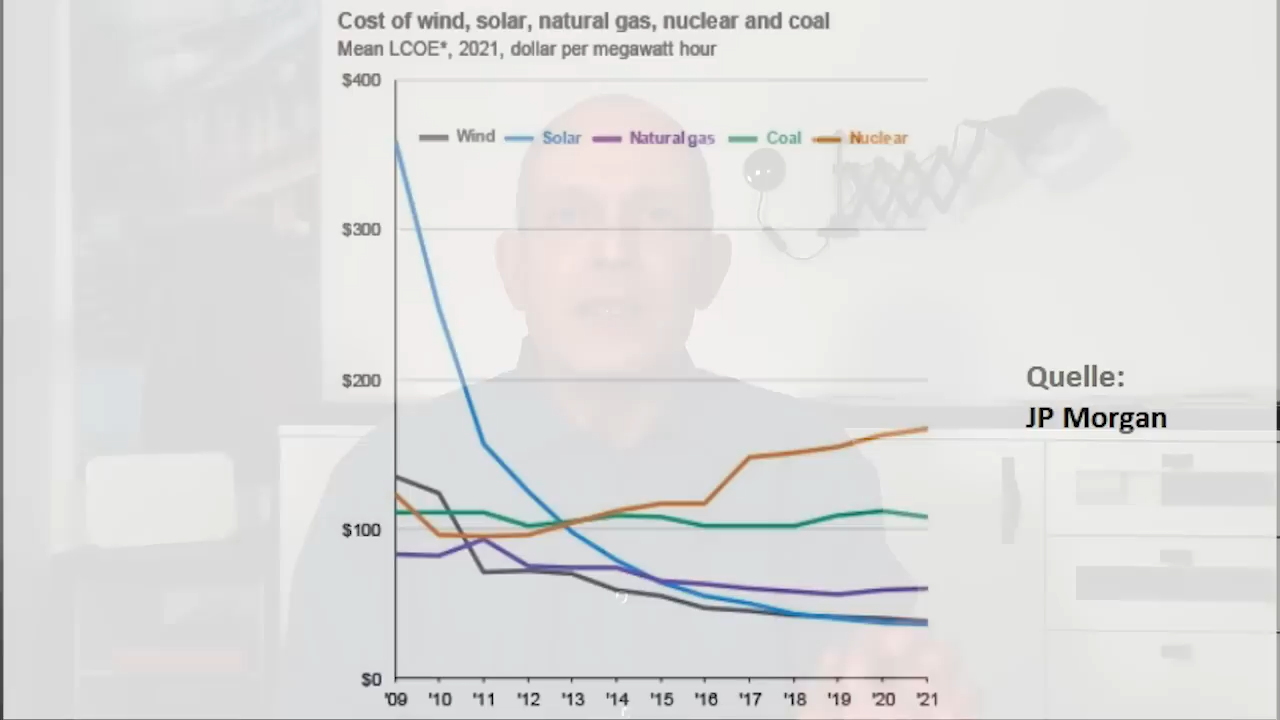 Cost of wind, solar, natural gas, nuclear and coal
Mean LCOE*, 2021, dollar per megawatt hour
$400
Wind Solar Natural gas Coal Nuclear
$300
$200
Quelle:
JP Morgan
$100
$0
'09 '10 '11 '12 '13 '14 '15 '16 '17 '18 '19 '20 '21